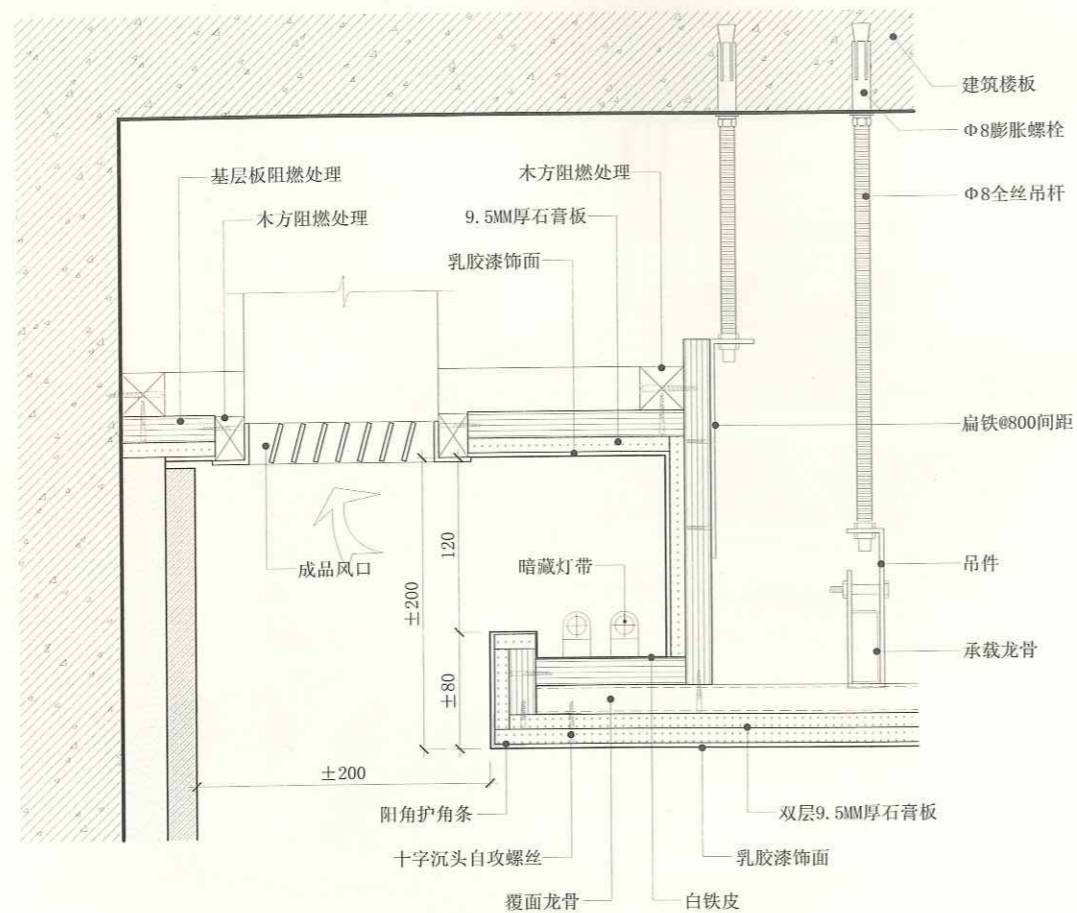 建筑楼板
Φ8膨胀螺栓
基层板阻燃处理
木方阻燃处理
Φ8全丝吊杆
木方阻燃处理
9.5MM厚石膏板
乳胶漆饰面
扁铁@800间距
成品风口
120
暗藏灯带
吊件
±200
承载龙骨
±80
±200
阳角护角条
双层9.5MM厚石膏板
十字沉头自攻螺丝
乳胶漆饰面
覆面龙骨
白铁皮